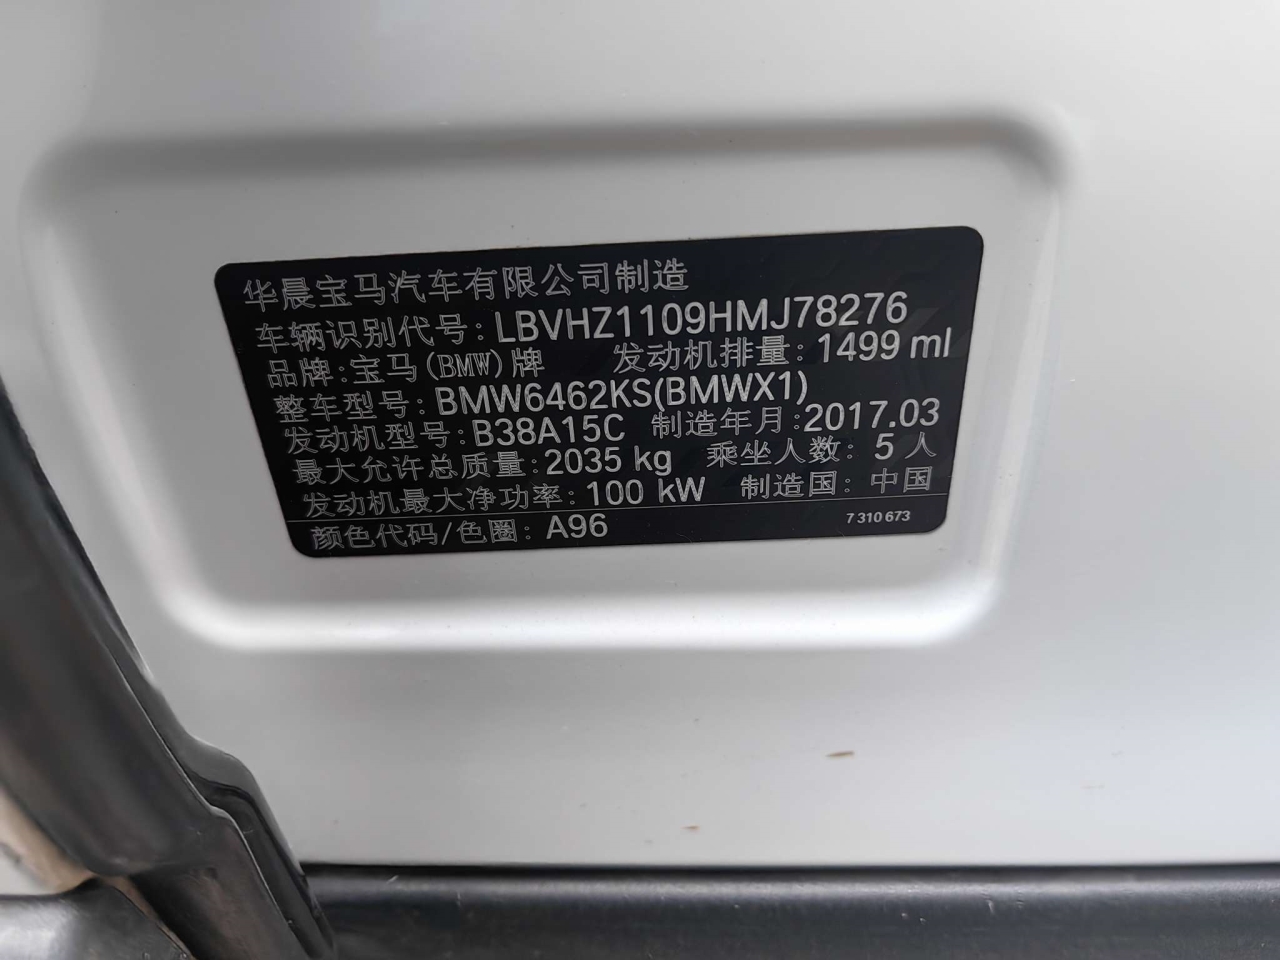 华晨宝马汽车有限公司制造
车辆识别代号: LBVHZ1109HMJ78276
品牌: 宝马(BMW)牌 发动机排量: 1499 ml
整车型号: BMW6462KS(BMWX1)
发动机型号: B38A15C 制造年月: 2017.03
最大允许总质量: 2035 kg 乘坐人数: 5 人
发动机最大净功率: 100 kW 制造国: 中国
颜色代码/色圈: A96 7 310 673